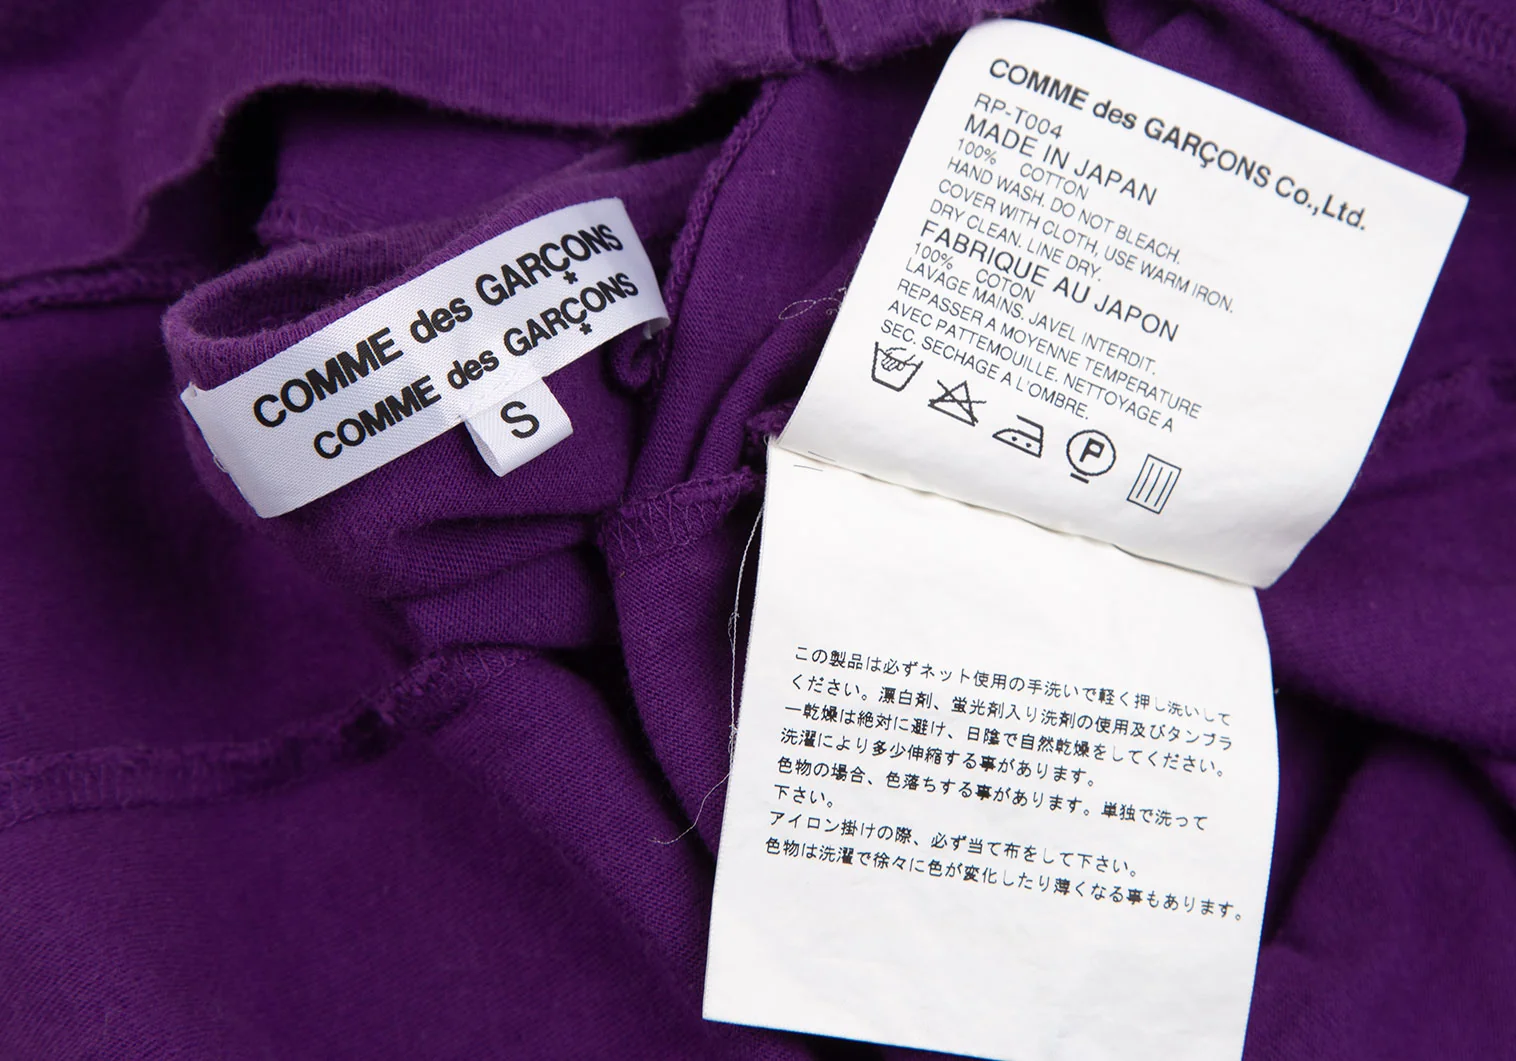 COMME des GARÇONS
COMME des GARÇONS
S
COMME des GARÇONS Co.,Ltd.
RP-T004
MADE IN JAPAN
100% COTTON
HAND WASH. DO NOT BLEACH.
COVER WITH CLOTH, USE WARM IRON.
DRY CLEAN. LINE DRY.
FABRIQUE AU JAPON
100% COTON
LAVAGE MAINS. JAVEL INTERDIT.
REPASSER A MOYENNE TEMPERATURE
AVEC PATTEMOUILLE. NETTOYAGE A
SEC. SECHAGE A L'OMBRE.
P
この製品は必ずネット使用の手洗いで軽く押し洗いして
ください。漂白剤、蛍光剤入り洗剤の使用及びタンブラ
ー乾燥は絶対に避け、日陰で自然乾燥をしてください。
洗濯により多少伸縮する事があります。
色物の場合、色落ちする事があります。単独で洗って
下さい。
アイロン掛けの際、必ず当て布をして下さい。
色物は洗濯で徐々に色が変化したり薄くなる事もあります。